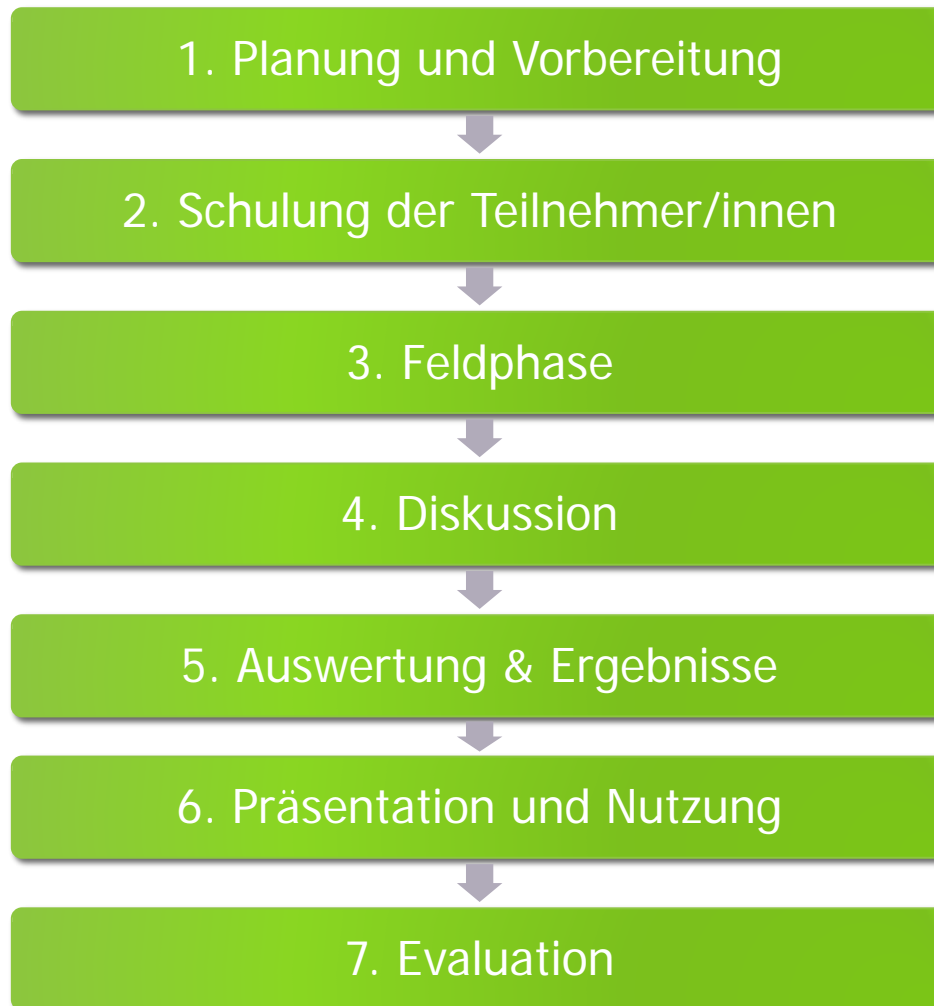 1. Planung und Vorbereitung
2. Schulung der Teilnehmer/innen
3. Feldphase
4. Diskussion
5. Auswertung & Ergebnisse
6. Präsentation und Nutzung
7. Evaluation